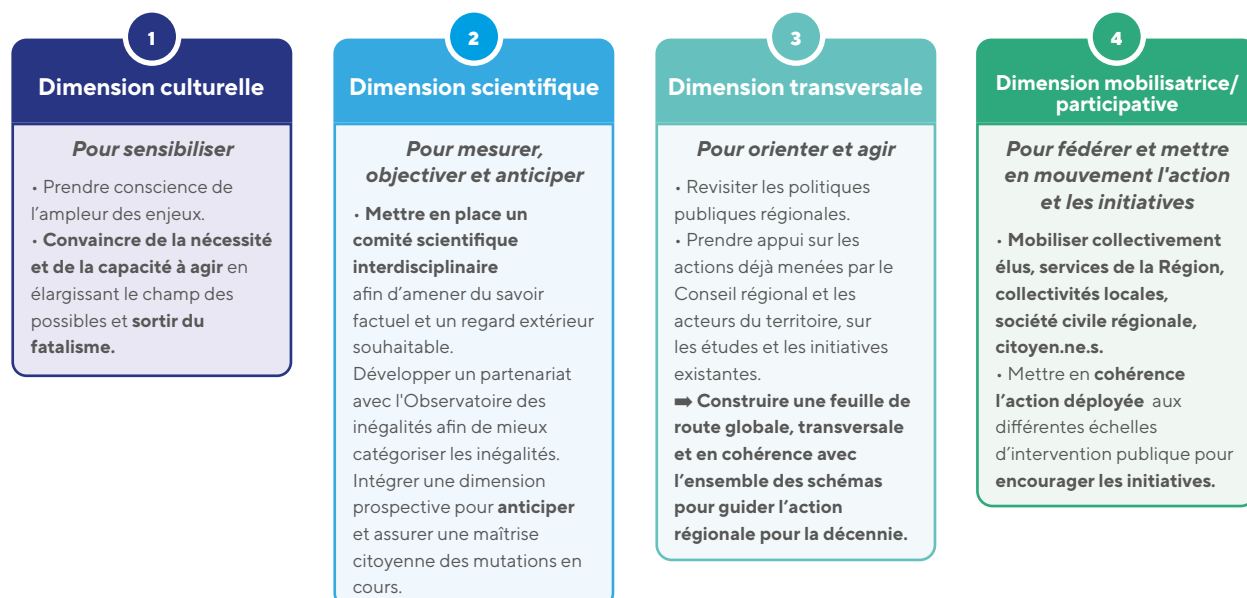 1
Dimension culturelle
Pour sensibiliser
• Prendre conscience de
l'ampleur des enjeux.
• Convaincre de la nécessité
et de la capacité à agir en
élargissant le champ des
possibles et sortir du
fatalisme.
2
Dimension scientifique
Pour mesurer,
objectiver et anticiper
• Mettre en place un
comité scientifique
interdisciplinaire
afin d'amener du savoir
factuel et un regard extérieur
souhaitable.
Développer un partenariat
avec l'Observatoire des
inégalités afin de mieux
catégoriser les inégalités.
Intégrer une dimension
prospective pour anticiper
et assurer une maîtrise
citoyenne des mutations en
cours.
3
Dimension transversale
Pour orienter et agir
• Revisiter les politiques
publiques régionales.
• Prendre appui sur les
actions déjà menées par le
Conseil régional et les
acteurs du territoire, sur
les études et les initiatives
existantes.
➡ Construire une feuille de
route globale, transversale
et en cohérence avec
l'ensemble des schémas
pour guider l'action
régionale pour la décennie.
4
Dimension mobilisatrice/
participative
Pour fédérer et mettre
en mouvement l'action
et les initiatives
• Mobiliser collectivement
élus, services de la Région,
collectivités locales,
société civile régionale,
citoyen.ne.s.
• Mettre en cohérence
l'action déployée aux
différentes échelles
d'intervention publique pour
encourager les initiatives.